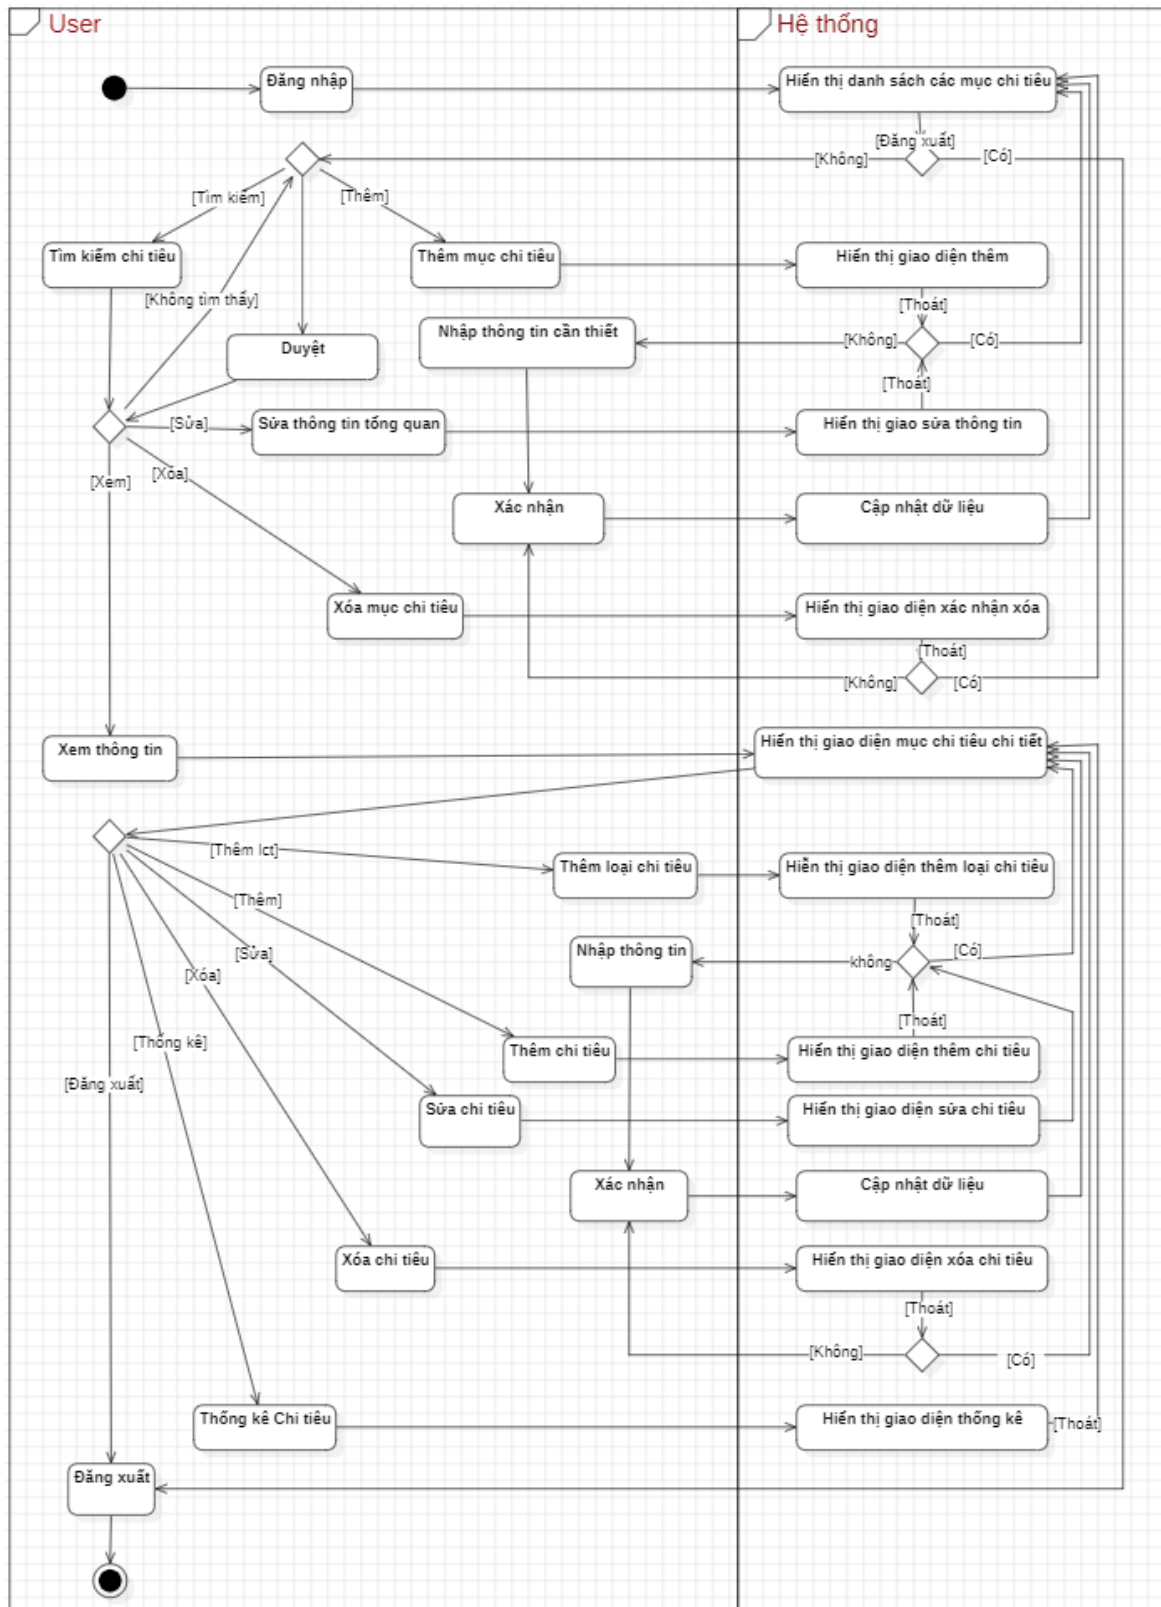 User
Hệ thống
Đăng nhập
Hiển thị danh sách các mục chi tiêu
[Đăng xuất]
[Không]
[Có]
[Tìm kiếm]
[Thêm]
Tìm kiếm chi tiêu
Thêm mục chi tiêu
Hiển thị giao diện thêm
[Không tìm thấy]
[Thoát]
Nhập thông tin cần thiết
[Không]
[Có]
Duyệt
[Thoát]
[Sửa]
Sửa thông tin tổng quan
Hiển thị giao sửa thông tin
[Xem]
[Xóa]
Xác nhận
Cập nhật dữ liệu
Xóa mục chi tiêu
Hiển thị giao diện xác nhận xóa
[Thoát]
[Không]
[Có]
Xem thông tin
Hiển thị giao diện mục chi tiêu chi tiết
[Thêm lct]
Thêm loại chi tiêu
Hiễn thị giao diện thêm loại chi tiêu
[Thêm]
[Thoát]
[Sửa]
Nhập thông tin
không
[Có]
[Xóa]
[Thoát]
[Thống kê]
Thêm chi tiêu
Hiển thị giao diện thêm chi tiêu
[Đăng xuất]
Sửa chi tiêu
Hiển thị giao diện sửa chi tiêu
Xác nhận
Cập nhật dữ liệu
Xóa chi tiêu
Hiển thị giao diện xóa chi tiêu
[Thoát]
[Không]
[Có]
Thống kê Chi tiêu
Hiển thị giao diện thống kê
[Thoát]
Đăng xuất